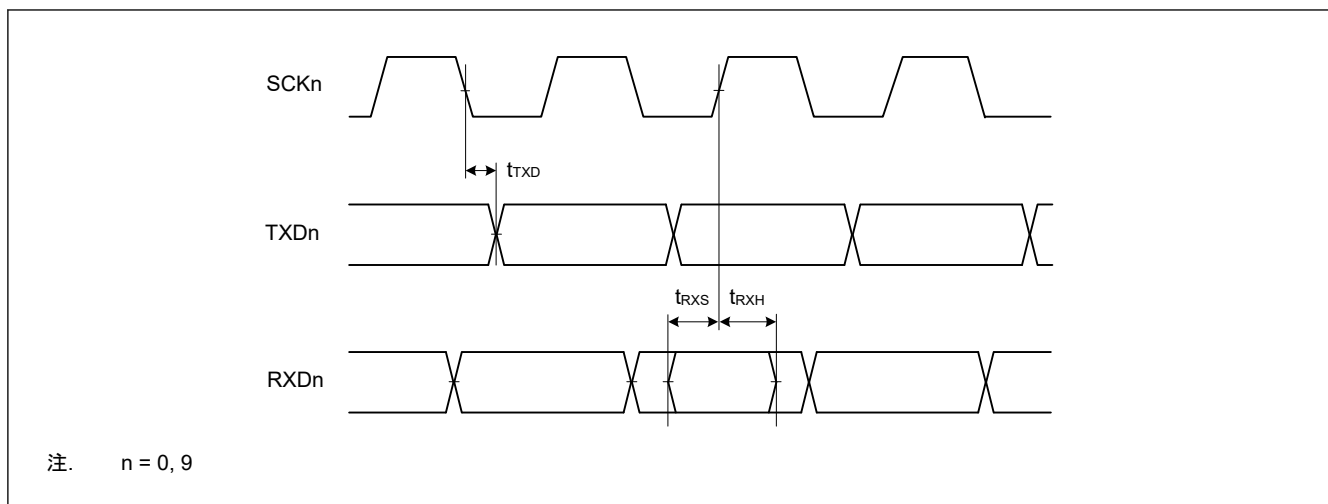 SCKn
tTXD
TXDn
tRXS tRXH
RXDn
注. n = 0, 9